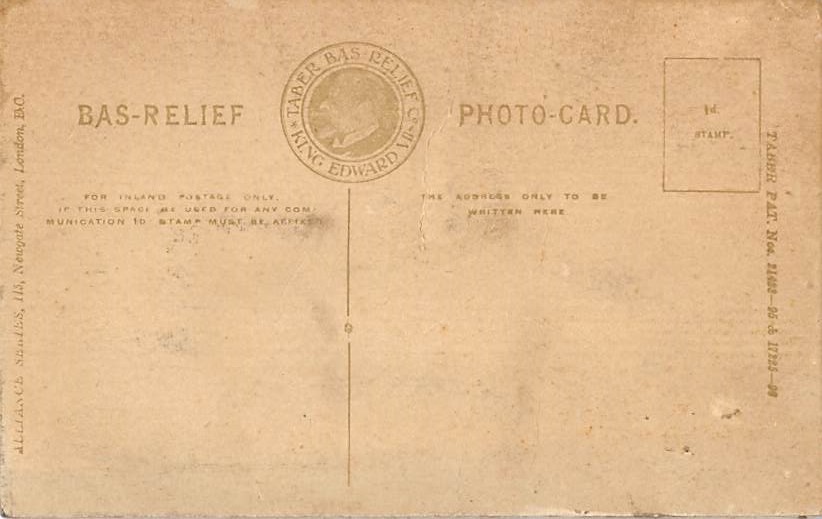 BAS-RELIEF
TABER BAS-RELIEF Co
KING EDWARD VII
PHOTO-CARD.
1d.
STAMP.
FOR INLAND POSTAGE ONLY.
IF THIS SPACE BE USED FOR ANY COM-
MUNICATION 1D STAMP MUST BE AFFIXED
THE ADDRESS ONLY TO BE
WRITTEN HERE
ALLIANCE SERIES, 115, Newgate Street, London, E.C.
TABER PAT. Nos.